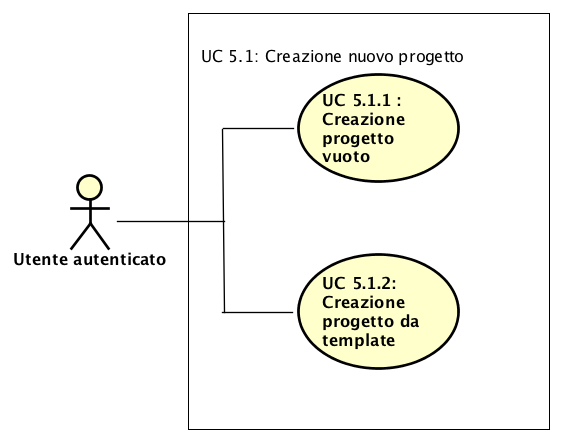 UC 5.1: Creazione nuovo progetto
UC 5.1.1 :
Creazione
progetto
vuoto
Utente autenticato
UC 5.1.2:
Creazione
progetto da
template